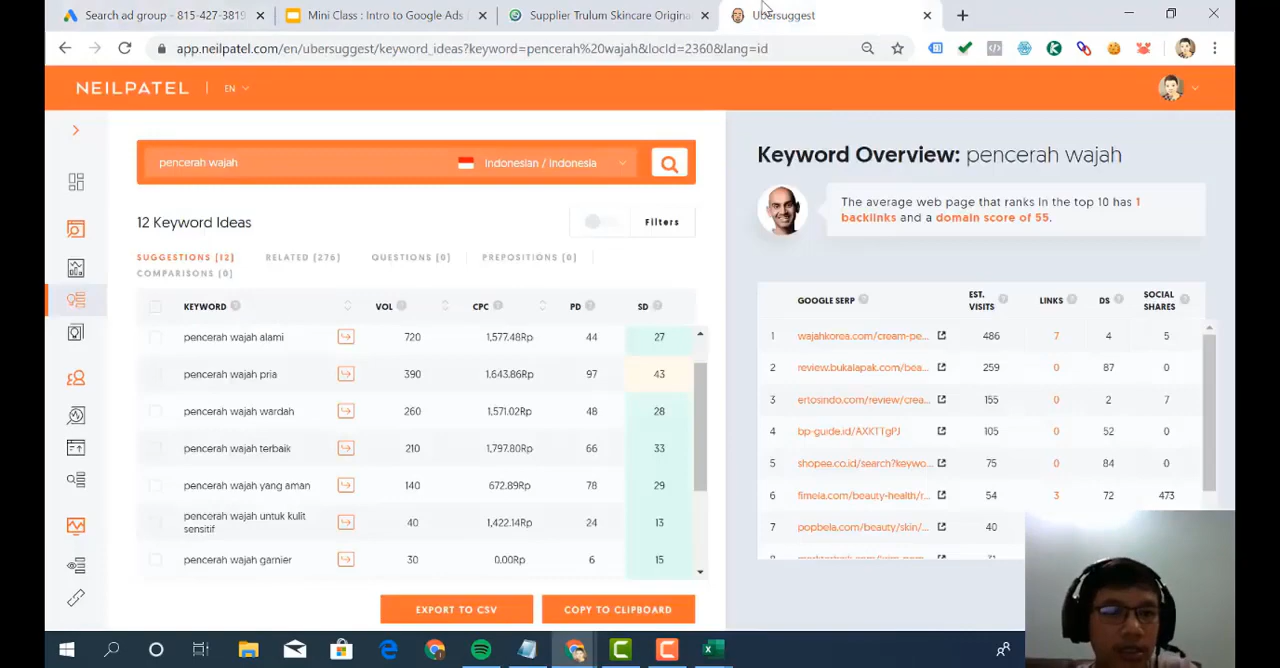 Search ad group - 815-427-3819
Mini Class : Intro to Google Ads
Supplier Trulum Skincare Origina
Ubersuggest
app.neilpatel.com/en/ubersuggest/keyword_ideas?keyword=pencerah%20wajah&locId=2360&lang=id
NEILPATEL
EN
pencerah wajah
Indonesian / Indonesia
12 Keyword Ideas
Filters
SUGGESTIONS (12)
RELATED (276)
QUESTIONS (0)
PREPOSITIONS (0)
COMPARISONS (0)
KEYWORD VOL CPC PD SD
pencerah wajah alami 720 1,577.48Rp 44 27
pencerah wajah pria 390 1,643.86Rp 97 43
pencerah wajah wardah 260 1,571.02Rp 48 28
pencerah wajah terbaik 210 1,797.80Rp 66 33
pencerah wajah yang aman 140 672.89Rp 78 29
pencerah wajah untuk kulit
sensitif 40 1,422.14Rp 24 13
pencerah wajah garnier 30 0.00Rp 6 15
EXPORT TO CSV
COPY TO CLIPBOARD
Keyword Overview: pencerah wajah
The average web page that ranks in the top 10 has 1
backlinks and a domain score of 55.
GOOGLE SERP
EST.
VISITS
LINKS
DS
SOCIAL
SHARES
1 wajahkorea.com/cream-pe... 486 7 4 5
2 review.bukalapak.com/bea... 259 0 87 0
3 ertosindo.com/review/crea... 155 0 2 7
4 bp-guide.id/AXKTTgPJ 105 0 52 0
5 shopee.co.id/search?keywo... 75 0 84 0
6 fimela.com/beauty-health/r... 54 3 72 473
7 popbela.com/beauty/skin/... 40